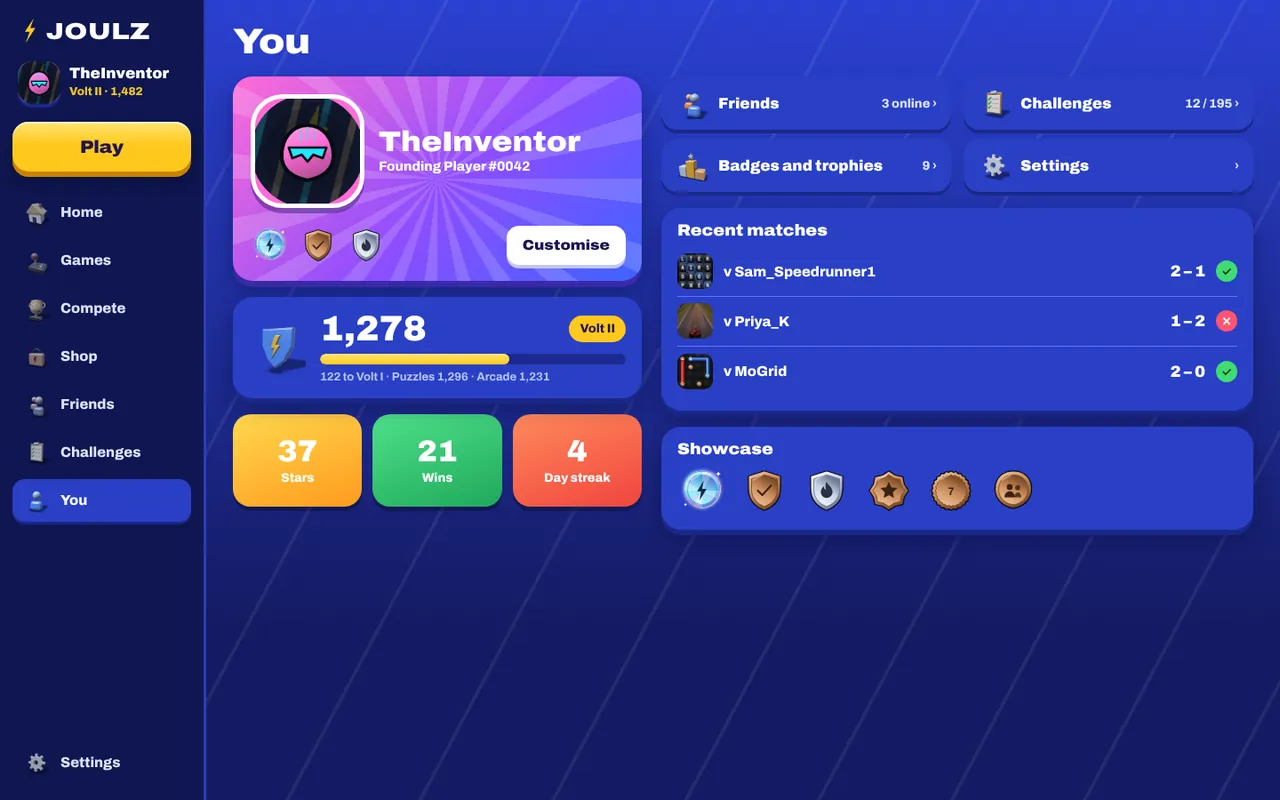 JOULZ
TheInventor
Volt II · 1,482
Play
Home
Games
Compete
Shop
Friends
Challenges
You
Settings
You
TheInventor
Founding Player #0042
Customise
1,278
Volt II
122 to Volt I · Puzzles 1,296 · Arcade 1,231
37
Stars
21
Wins
4
Day streak
Friends
3 online ›
Challenges
12 / 195 ›
Badges and trophies
9 ›
Settings
›
Recent matches
v Sam_Speedrunner1
2 – 1
v Priya_K
1 – 2
v MoGrid
2 – 0
Showcase
7